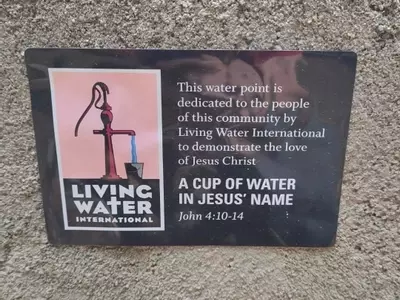 LIVING
WATER
INTERNATIONAL
This water point is
dedicated to the people
of this community by
Living Water International
to demonstrate the love
of Jesus Christ
A CUP OF WATER
IN JESUS' NAME
John 4:10-14